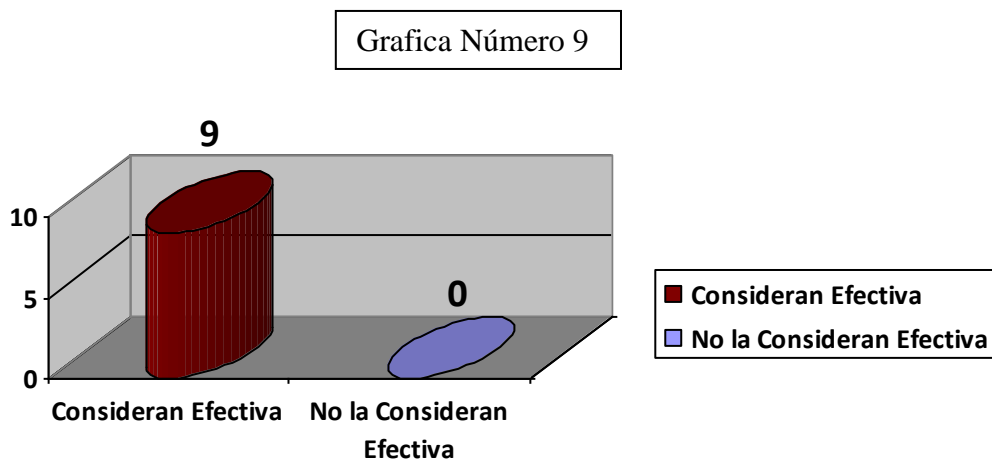 Grafica Número 9
9
10
5
0
0
Consideran Efectiva
No la Consideran
Efectiva
Consideran Efectiva
No la Consideran Efectiva